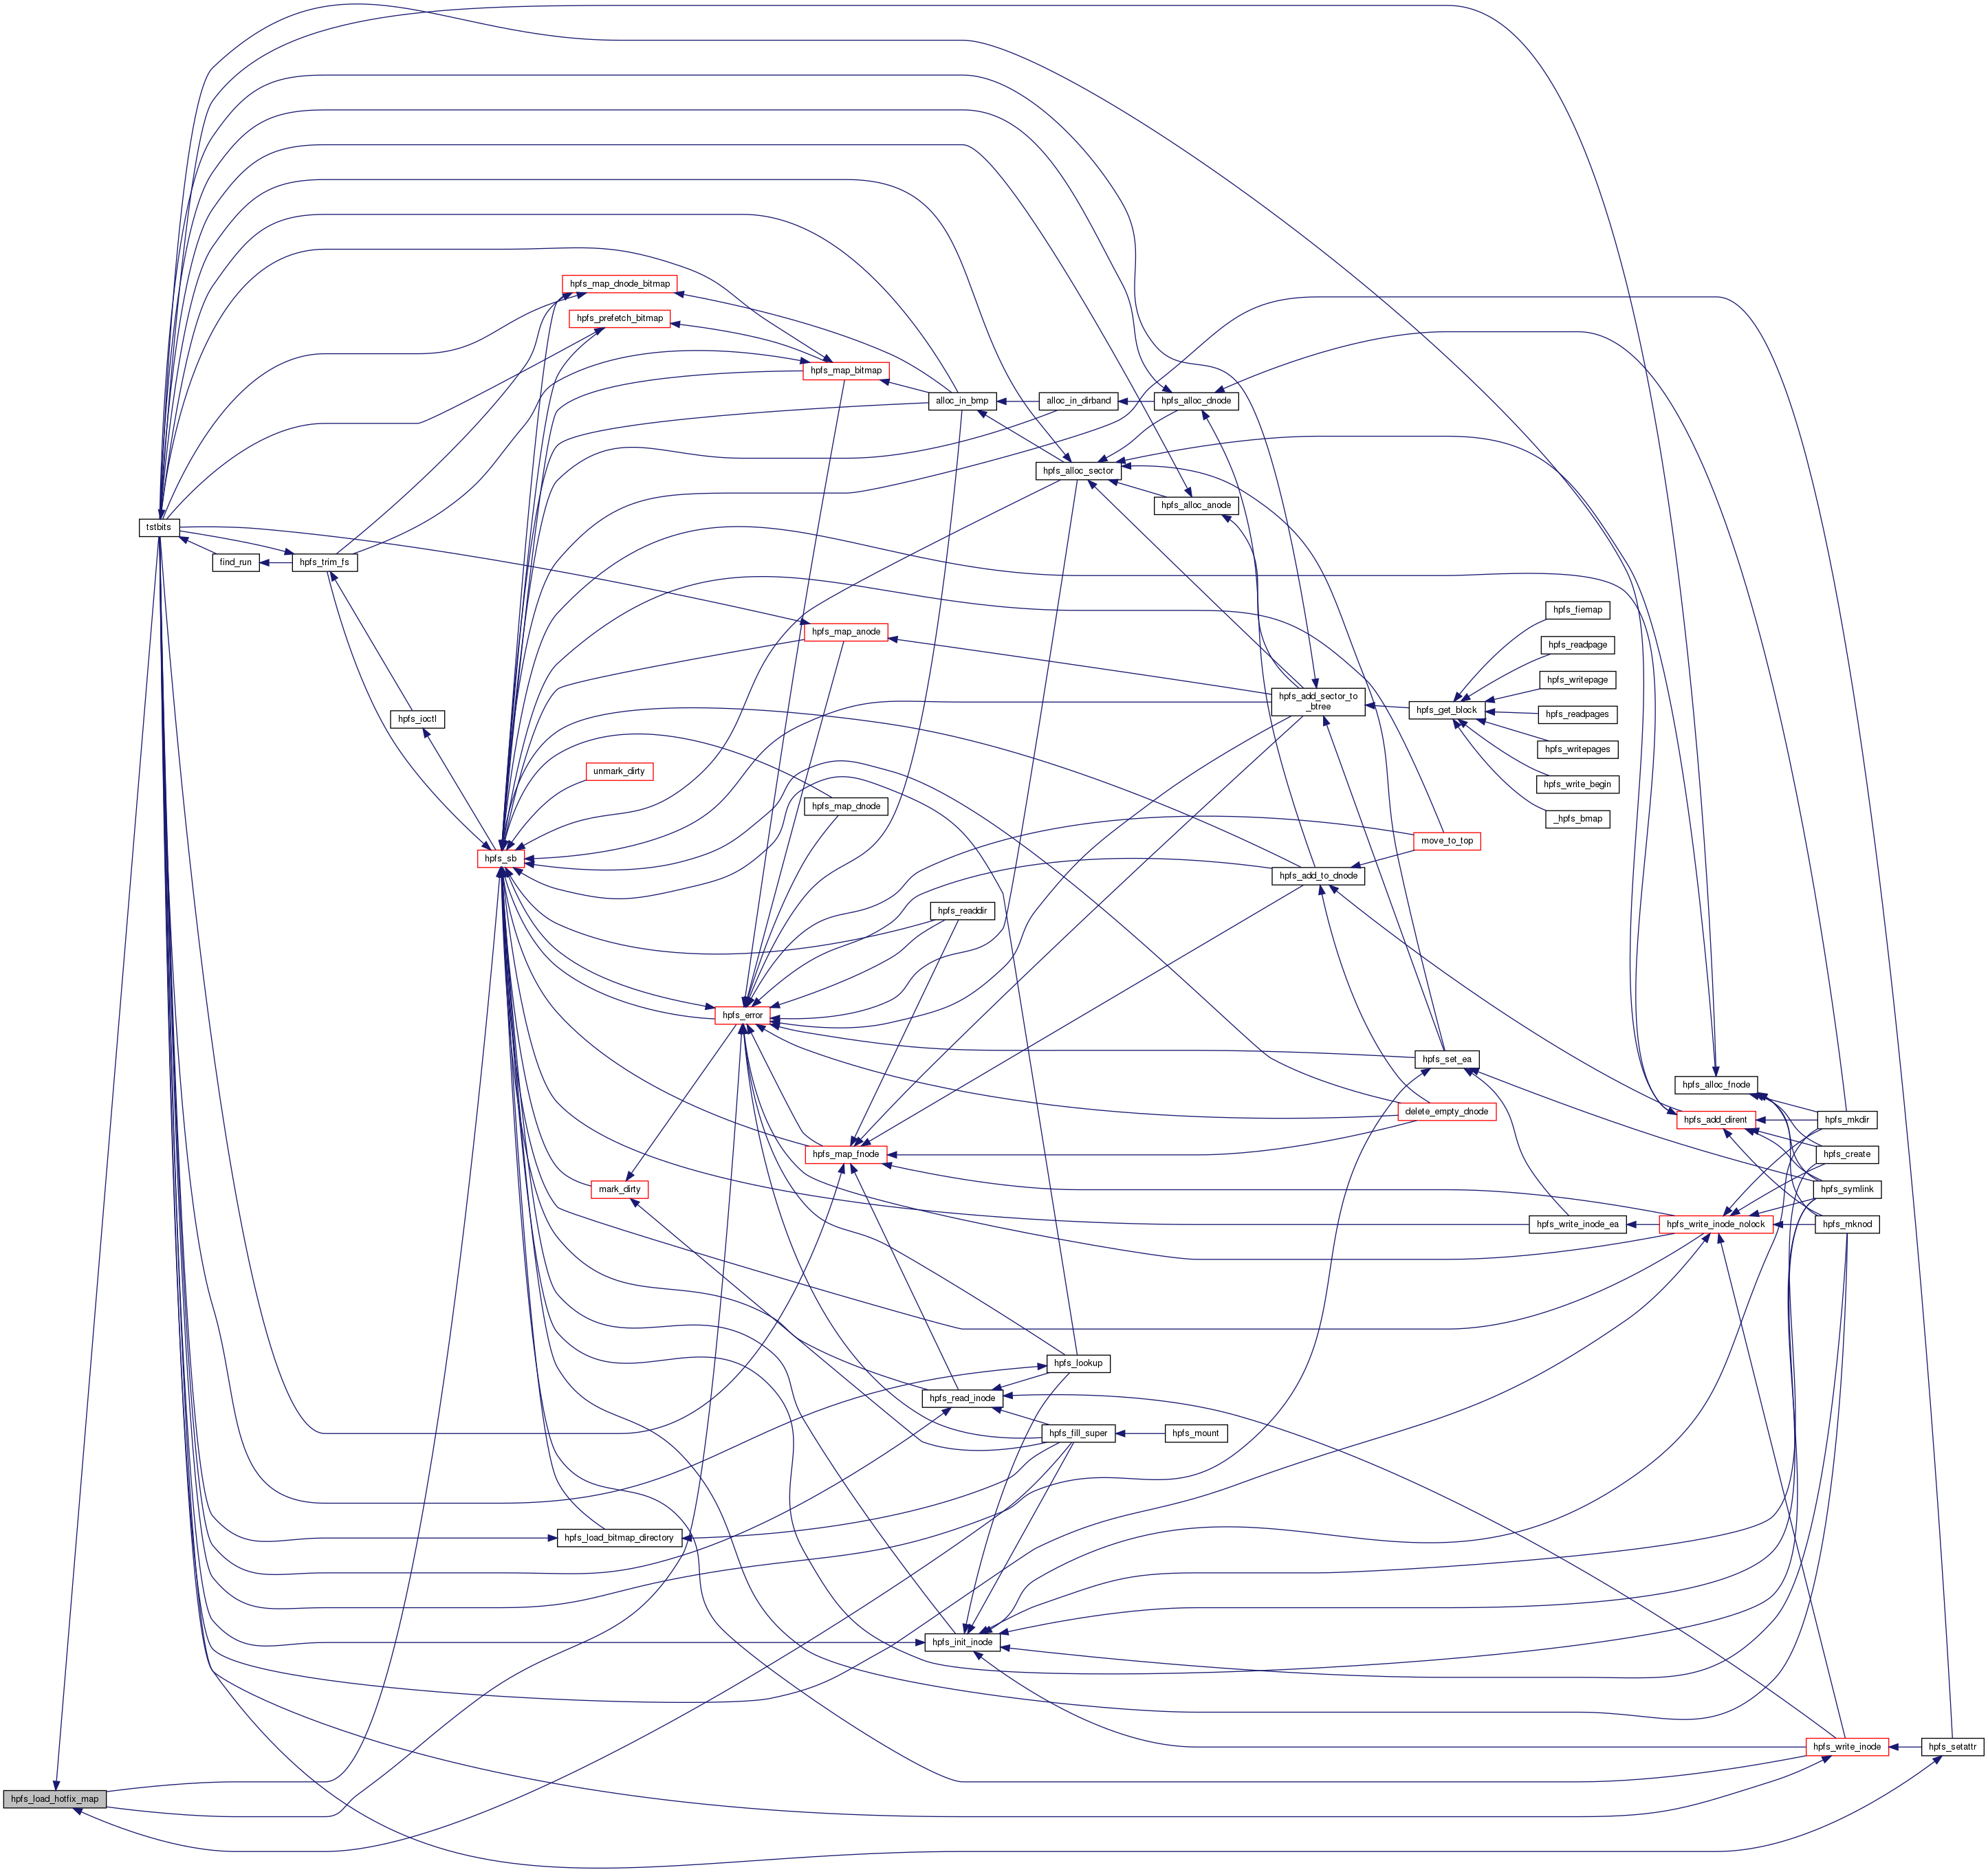 hpfs_map_dnode_bitmap
hpfs_prefetch_bitmap
hpfs_map_bitmap
alloc_in_bmp
alloc_in_dirband
hpfs_alloc_dnode
hpfs_alloc_sector
hpfs_alloc_anode
tstbits
find_run
hpfs_trim_fs
hpfs_fiemap
hpfs_map_anode
hpfs_readpage
hpfs_writepage
hpfs_add_sector_to
_btree
hpfs_get_block
hpfs_readpages
hpfs_ioctl
hpfs_writepages
unmark_dirty
hpfs_write_begin
hpfs_map_dnode
_hpfs_bmap
move_to_top
hpfs_sb
hpfs_add_to_dnode
hpfs_readdir
hpfs_error
hpfs_set_ea
hpfs_alloc_fnode
delete_empty_dnode
hpfs_add_dirent
hpfs_mkdir
hpfs_map_fnode
hpfs_create
mark_dirty
hpfs_symlink
hpfs_write_inode_ea
hpfs_write_inode_nolock
hpfs_mknod
hpfs_lookup
hpfs_read_inode
hpfs_fill_super
hpfs_mount
hpfs_load_bitmap_directory
hpfs_init_inode
hpfs_write_inode
hpfs_setattr
hpfs_load_hotfix_map